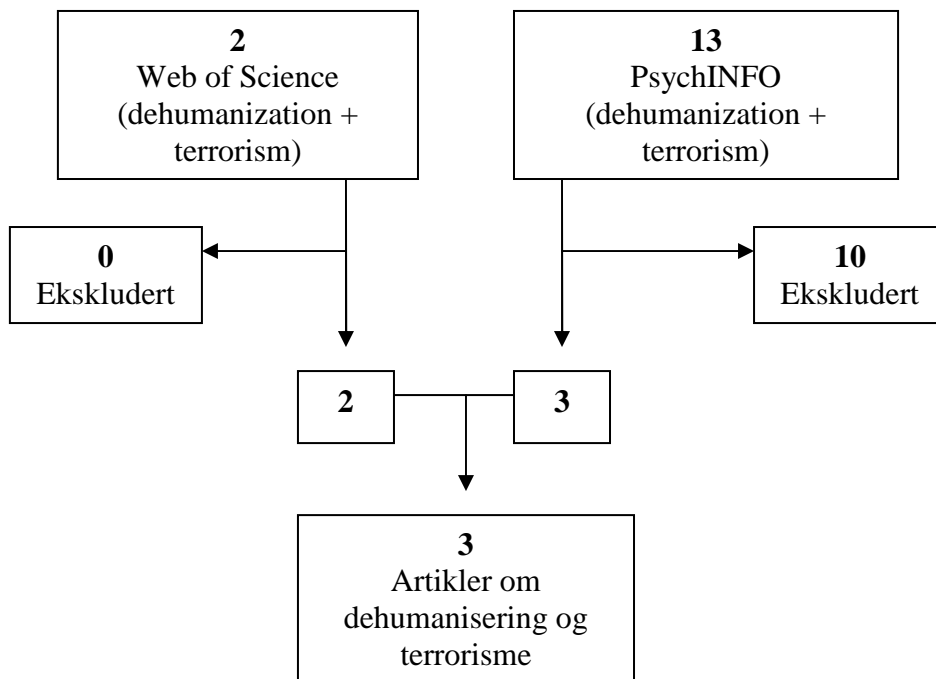 2
Web of Science
(dehumanization +
terrorism)
13
PsychINFO
(dehumanization +
terrorism)
0
Ekskludert
10
Ekskludert
2
3
3
Artikler om
dehumanisering og
terrorisme